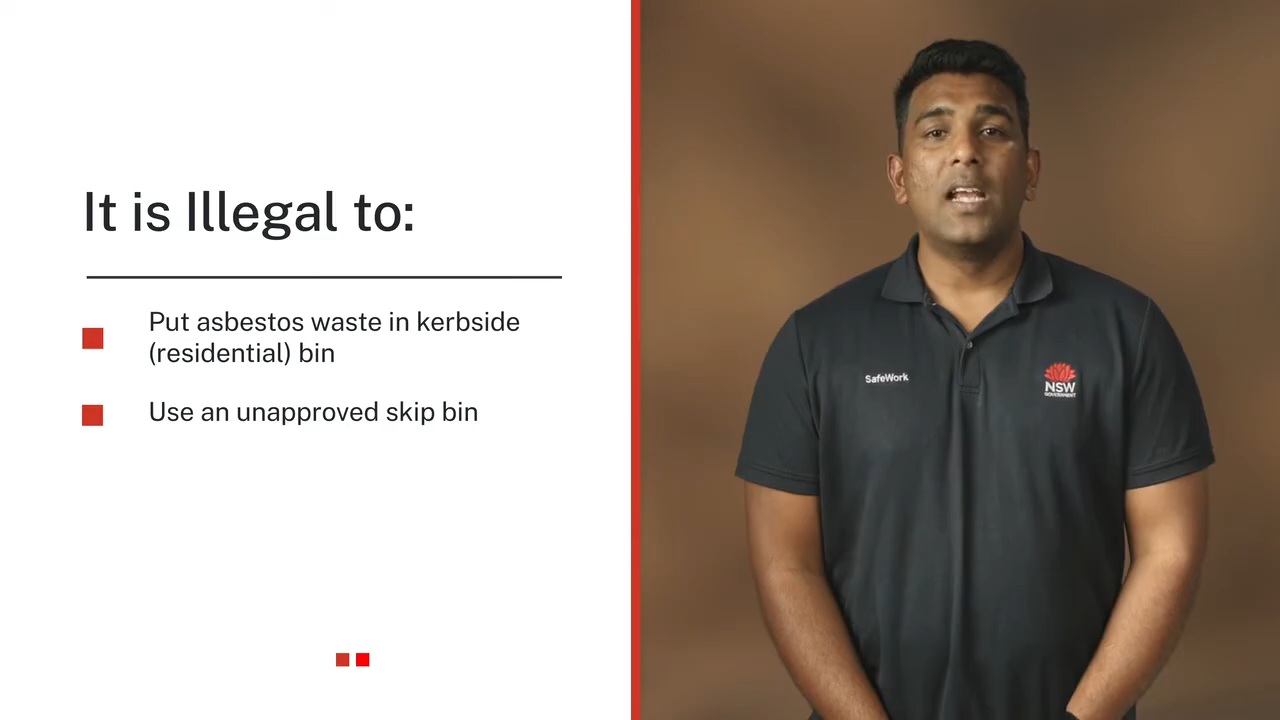 It is Illegal to:
Put asbestos waste in kerbside
(residential) bin
Use an unapproved skip bin
SafeWork
NSW
GOVERNMENT